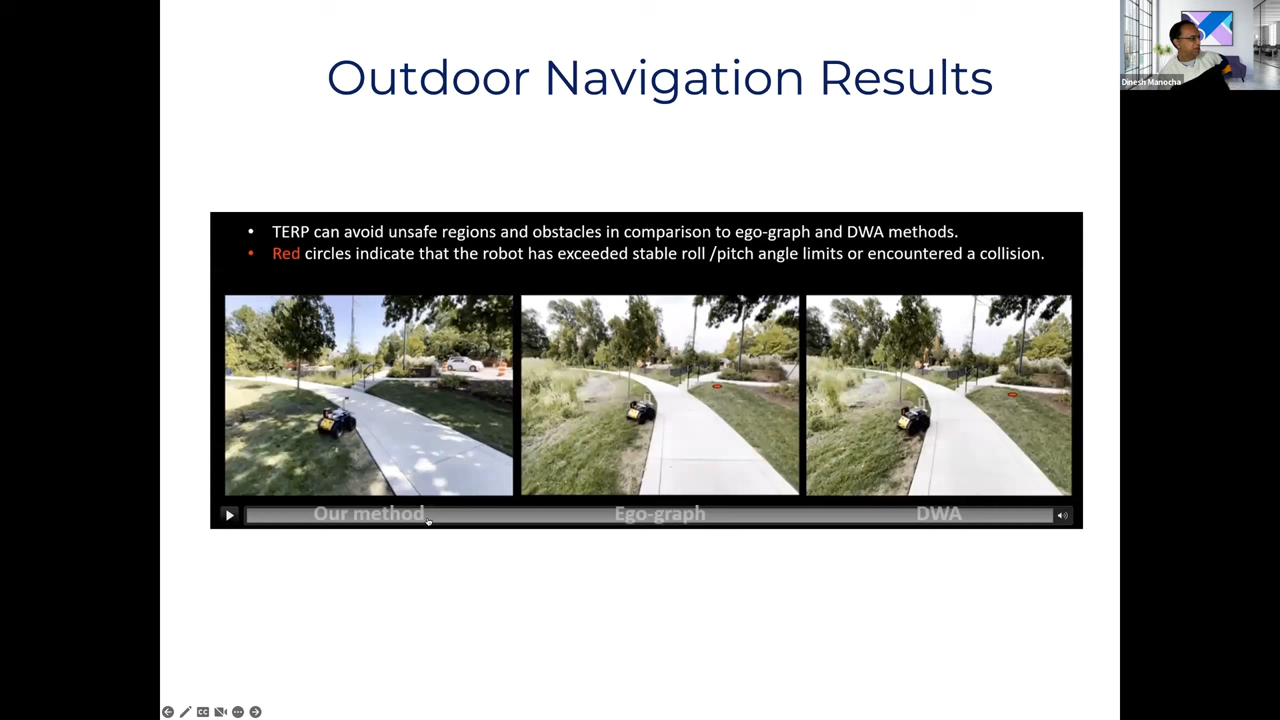 Outdoor Navigation Results
Dinesh Manocha
• TERP can avoid unsafe regions and obstacles in comparison to ego-graph and DWA methods.
• Red circles indicate that the robot has exceeded stable roll /pitch angle limits or encountered a collision.
Our method
Ego-graph
DWA
CC